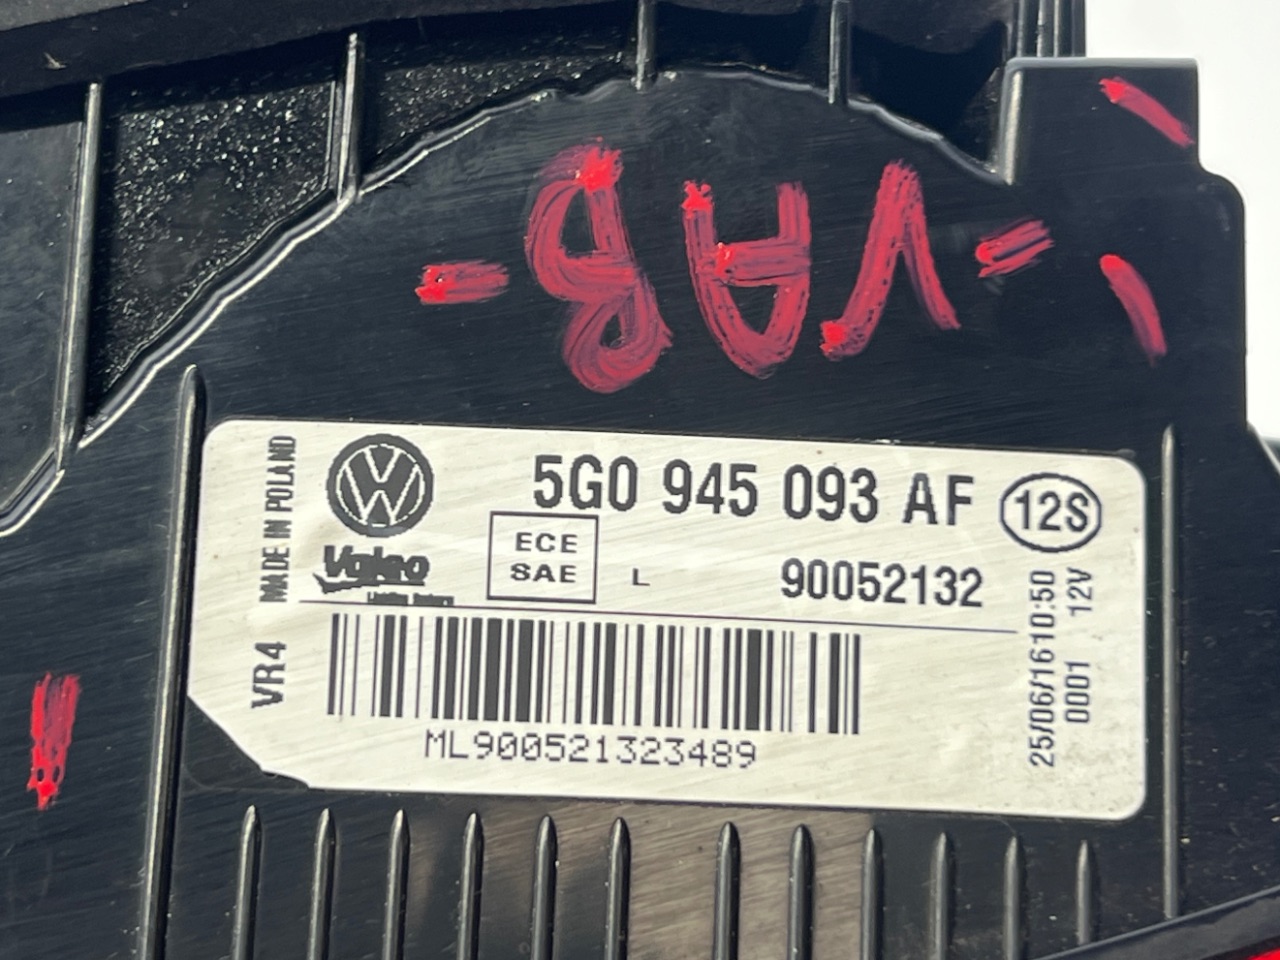 -VAB-
MADE IN POLAND
5G0 945 093 AF
12S
Valeo
ECE
SAE
L
90052132
VR4
ML900521323489
25/06/16 10:50
0001 12V